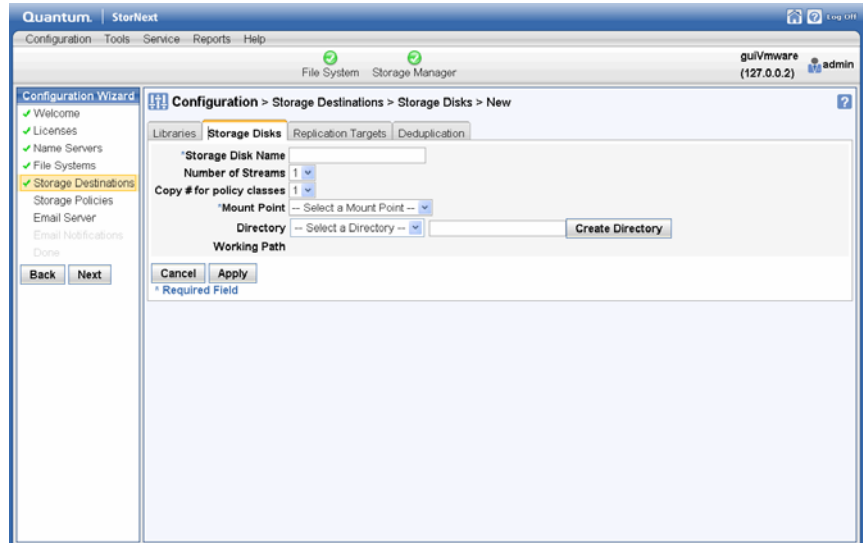 Quantum. StorNext
Log Off
Configuration Tools Service Reports Help
File System Storage Manager
guiVmware
(127.0.0.2)
admin
Configuration Wizard
Welcome
Licenses
Name Servers
File Systems
Storage Destinations
Storage Policies
Email Server
Email Notifications
Done
Back Next
Configuration > Storage Destinations > Storage Disks > New
?
Libraries Storage Disks Replication Targets Deduplication
*Storage Disk Name
Number of Streams 1
Copy # for policy classes 1
*Mount Point -- Select a Mount Point --
Directory -- Select a Directory -- Create Directory
Working Path
Cancel Apply
* Required Field